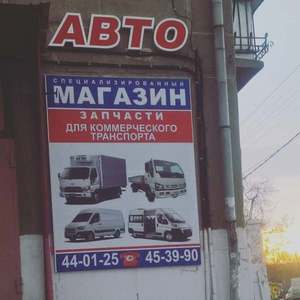 АВТО
СПЕЦИАЛИЗИРОВАННЫЙ
МАГАЗИН
ЗАПЧАСТИ
ДЛЯ КОММЕРЧЕСКОГО
ТРАНСПОРТА
44-01-25 45-39-90